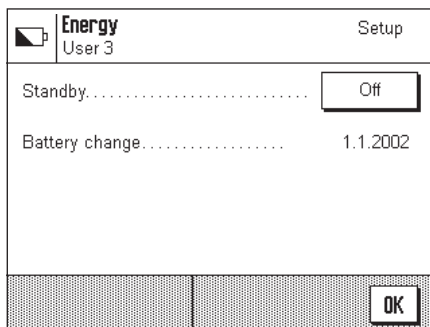 Energy Setup
User 3
Standby............................ Off
Battery change.................. 1.1.2002
OK